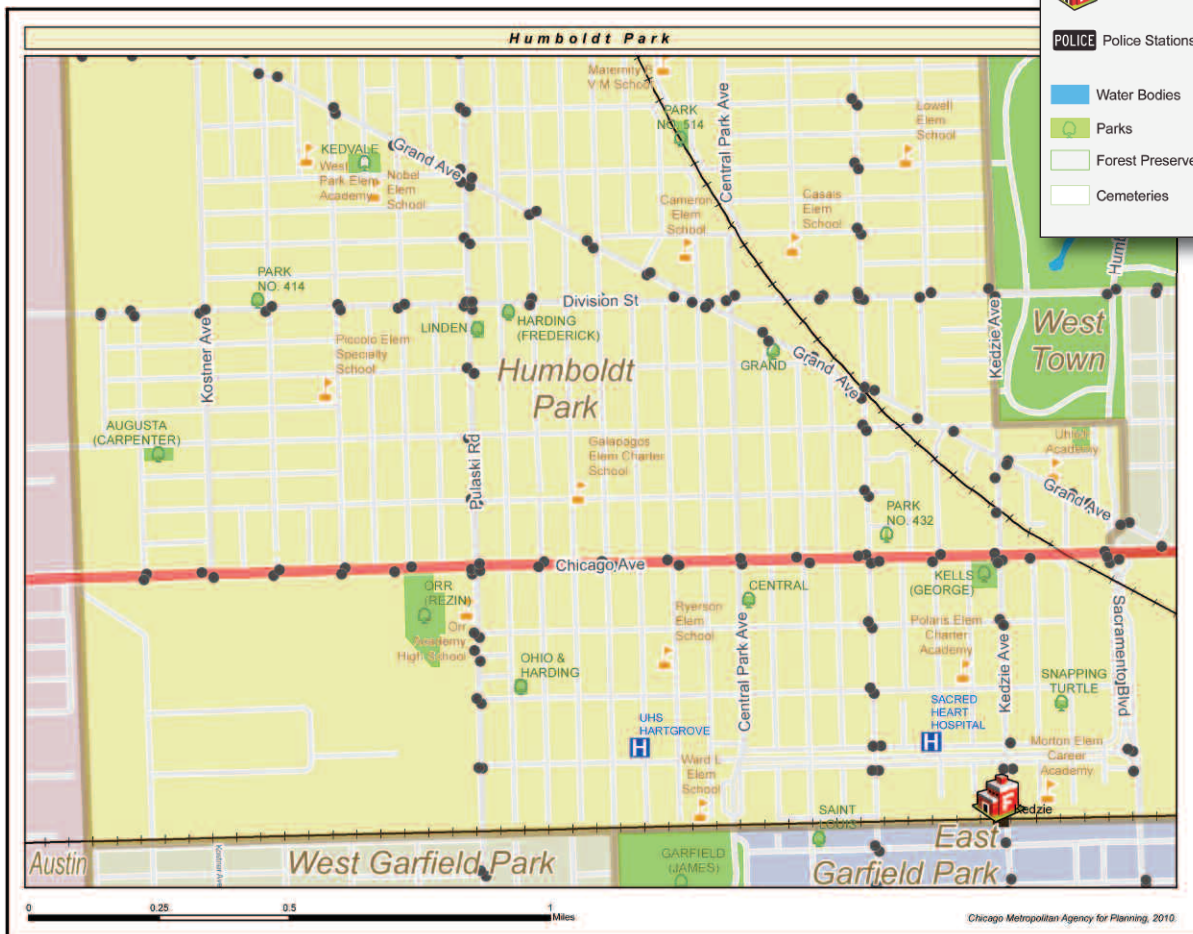 Humboldt Park
POLICE Police Stations
Water Bodies
Parks
Forest Preserve
Cemeteries
Maternity B
V M School
PARK
NO. 514
Central Park Ave
Lowell
Elem
School
KEDVALE
West
Park Elem
Academy
Nobel
Elem
School
Grand Ave
Cameron
Elem
School
Casals
Elem
School
PARK
NO. 414
Division St
LINDEN
HARDING
(FREDERICK)
Kostner Ave
Piccolo Elem
Specialty
School
Humboldt
Park
GRAND
Grand Ave
Kedzie Ave
West
Town
AUGUSTA
(CARPENTER)
Pulaski Rd
Galapagos
Elem Charter
School
Academy
Grand Ave
PARK
NO. 432
Chicago Ave
ORR
(REZIN)
Orr
Academy
High School
CENTRAL
KELLS
(GEORGE)
Ryerson
Elem
School
Polaris Elem
Charter
Academy
Sacramento Blvd
OHIO &
HARDING
Central Park Ave
Kedzie Ave
SNAPPING
TURTLE
UHS
HARTGROVE
H
SACRED
HEART
HOSPITAL
H
Ward L
Elem
School
Morton Elem
Career
Academy
Kedzie
SAINT
LOUIS
Austin
Kostner Ave
West Garfield Park
GARFIELD
(JAMES)
East
Garfield Park
0 0.25 0.5 1
Miles
Chicago Metropolitan Agency for Planning, 2010